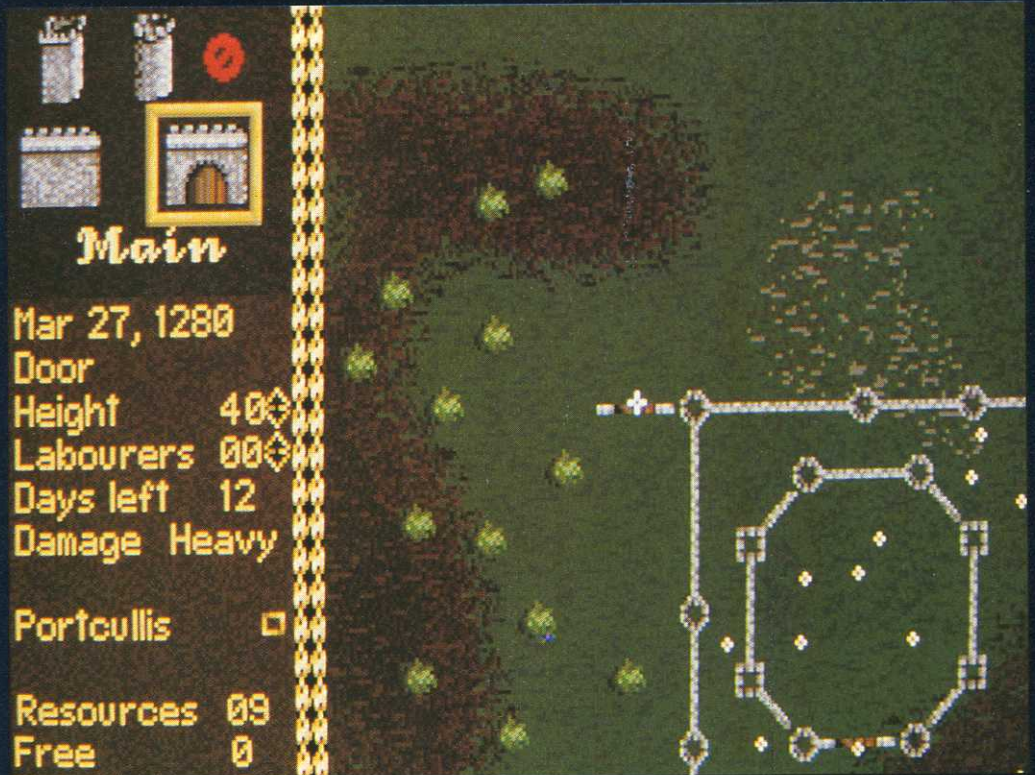 Main
Mar 27, 1280
Door
Height 40
Labourers 00
Days left 12
Damage Heavy
Portcullis
Resources 09
Free 0